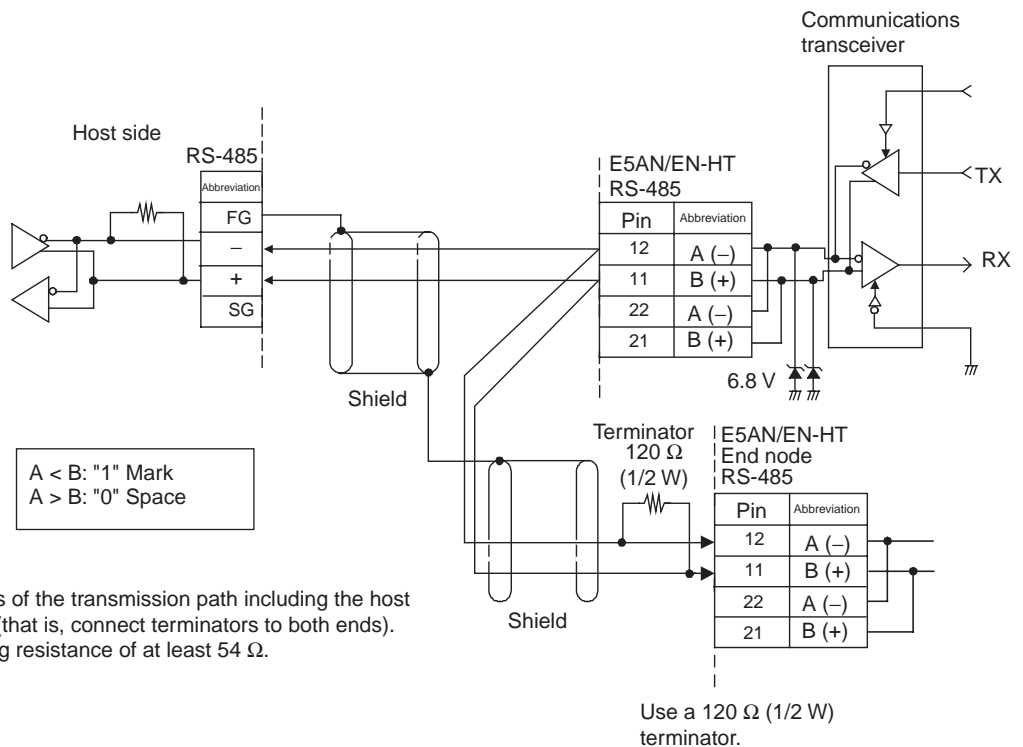 Communications
transceiver
Host side
RS-485
Abbreviation
FG
−
+
SG
E5AN/EN-HT
RS-485
Pin Abbreviation
12 A (−)
11 B (+)
22 A (−)
21 B (+)
TX
RX
6.8 V
Shield
A < B: "1" Mark
A > B: "0" Space
Terminator
120 Ω
(1/2 W)
E5AN/EN-HT
End node
RS-485
Pin Abbreviation
12 A (−)
11 B (+)
22 A (−)
21 B (+)
Shield
s of the transmission path including the host
(that is, connect terminators to both ends).
g resistance of at least 54 Ω.
Use a 120 Ω (1/2 W)
terminator.